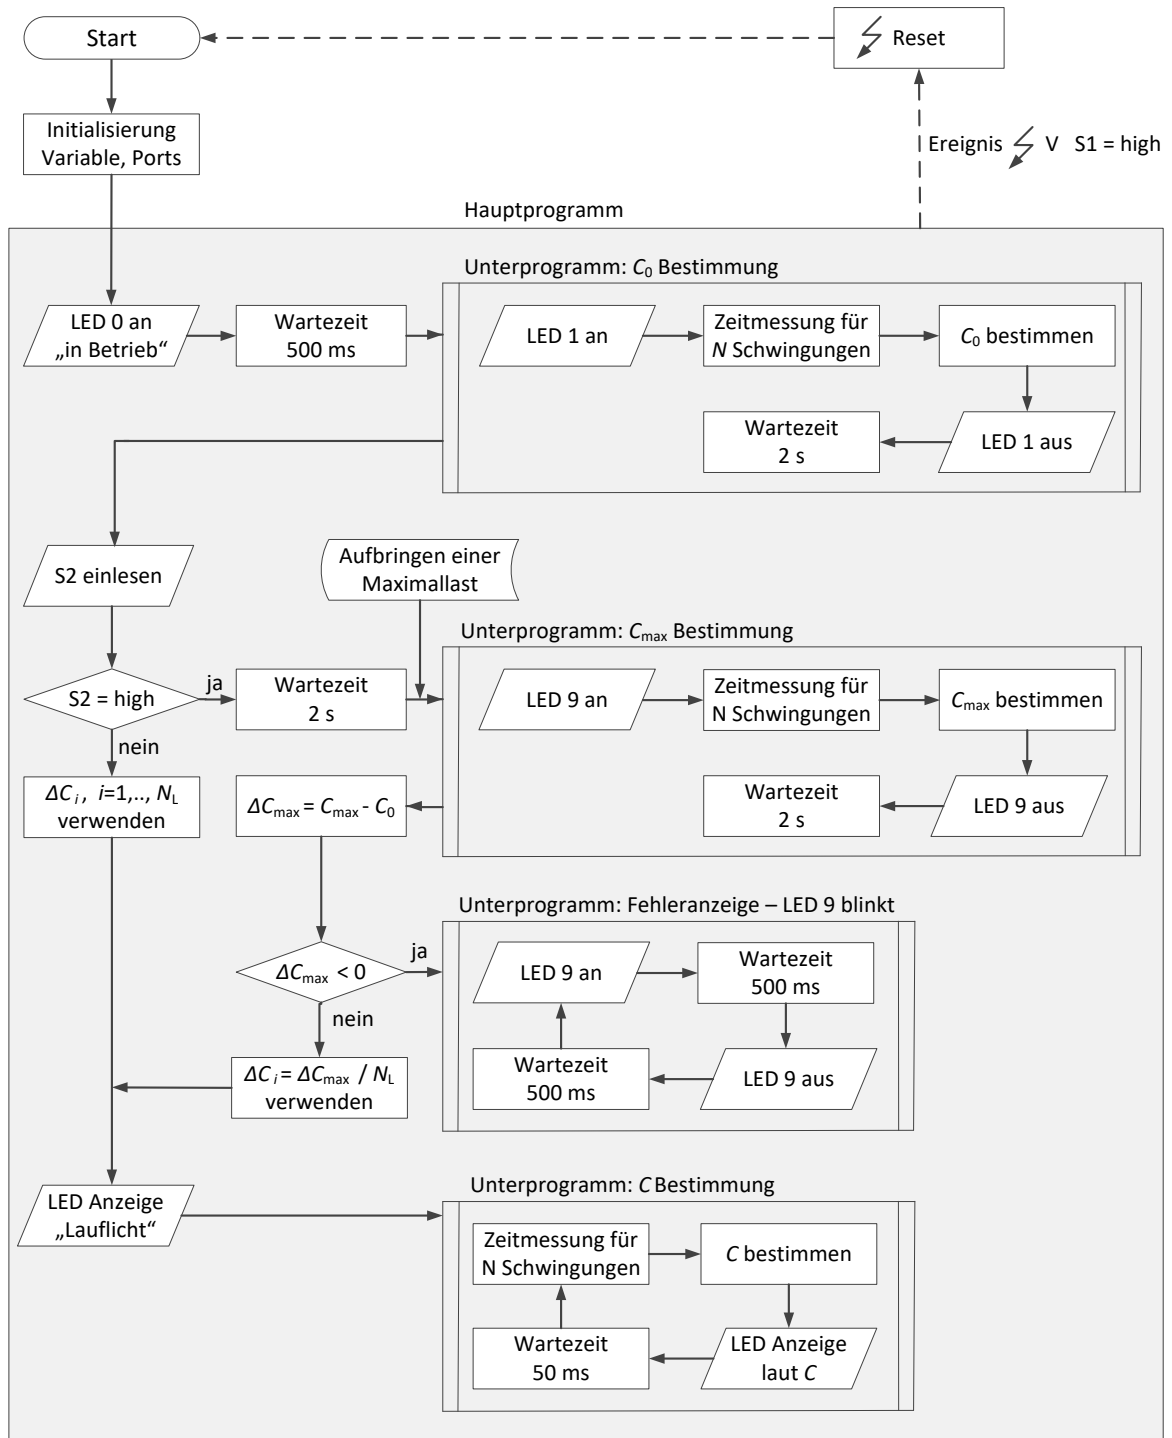 Start
Reset
Initialisierung
Variable, Ports
Ereignis V S1 = high
Hauptprogramm
Unterprogramm: C0 Bestimmung
LED 0 an
„in Betrieb“
Wartezeit
500 ms
LED 1 an
Zeitmessung für
N Schwingungen
C0 bestimmen
Wartezeit
2 s
LED 1 aus
S2 einlesen
Aufbringen einer
Maximallast
Unterprogramm: Cmax Bestimmung
S2 = high
ja
nein
Wartezeit
2 s
LED 9 an
Zeitmessung für
N Schwingungen
Cmax bestimmen
ΔC i , i=1,.., NL
verwenden
ΔCmax = Cmax - C0
Wartezeit
2 s
LED 9 aus
Unterprogramm: Fehleranzeige – LED 9 blinkt
ΔCmax < 0
ja
nein
LED 9 an
Wartezeit
500 ms
Wartezeit
500 ms
LED 9 aus
ΔC i = ΔCmax / NL
verwenden
Unterprogramm: C Bestimmung
LED Anzeige
„Lauflicht“
Zeitmessung für
N Schwingungen
C bestimmen
Wartezeit
50 ms
LED Anzeige
laut C